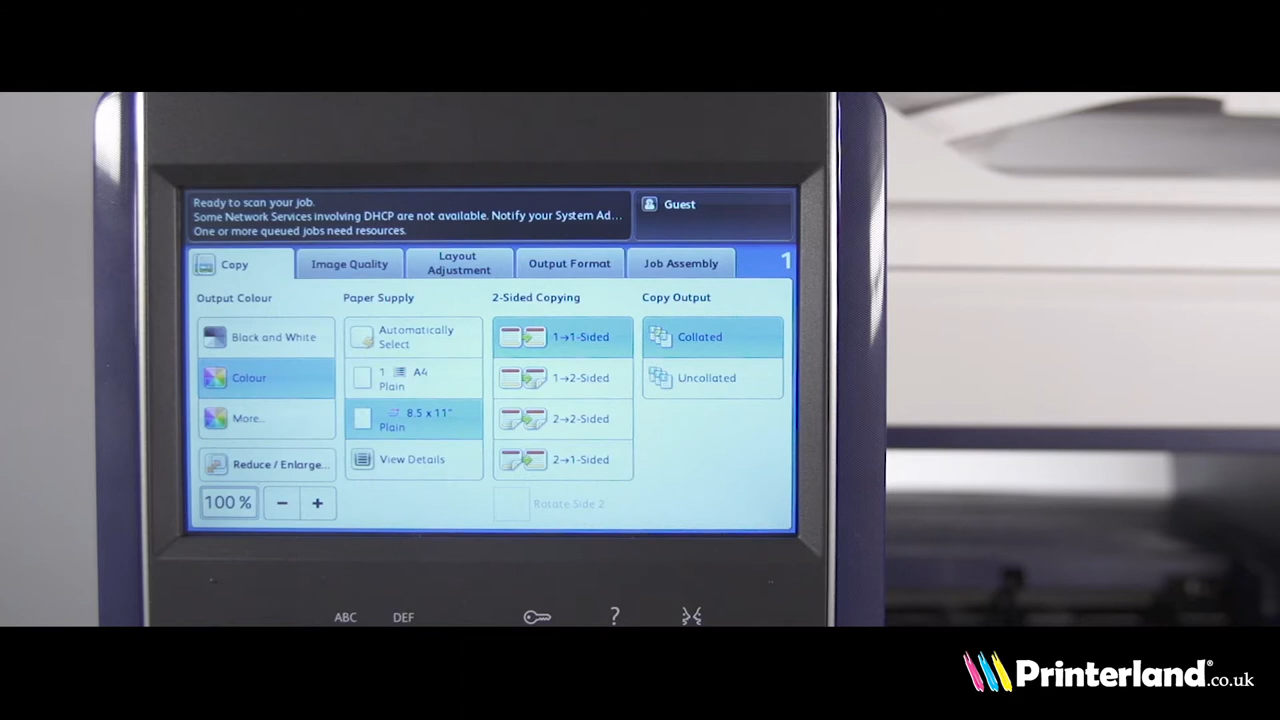 Ready to scan your job.
Some Network Services involving DHCP are not available. Notify your System Ad...
One or more queued jobs need resources.
Guest
Copy
Image Quality
Layout
Adjustment
Output Format
Job Assembly
1
Output Colour
Black and White
Colour
More...
Reduce / Enlarge...
100 %
−
+
Paper Supply
Automatically
Select
1 A4
Plain
8.5 x 11"
Plain
View Details
2-Sided Copying
1→1-Sided
1→2-Sided
2→2-Sided
2→1-Sided
Rotate Side 2
Copy Output
Collated
Uncollated
ABC DEF ?
Printerland®.co.uk